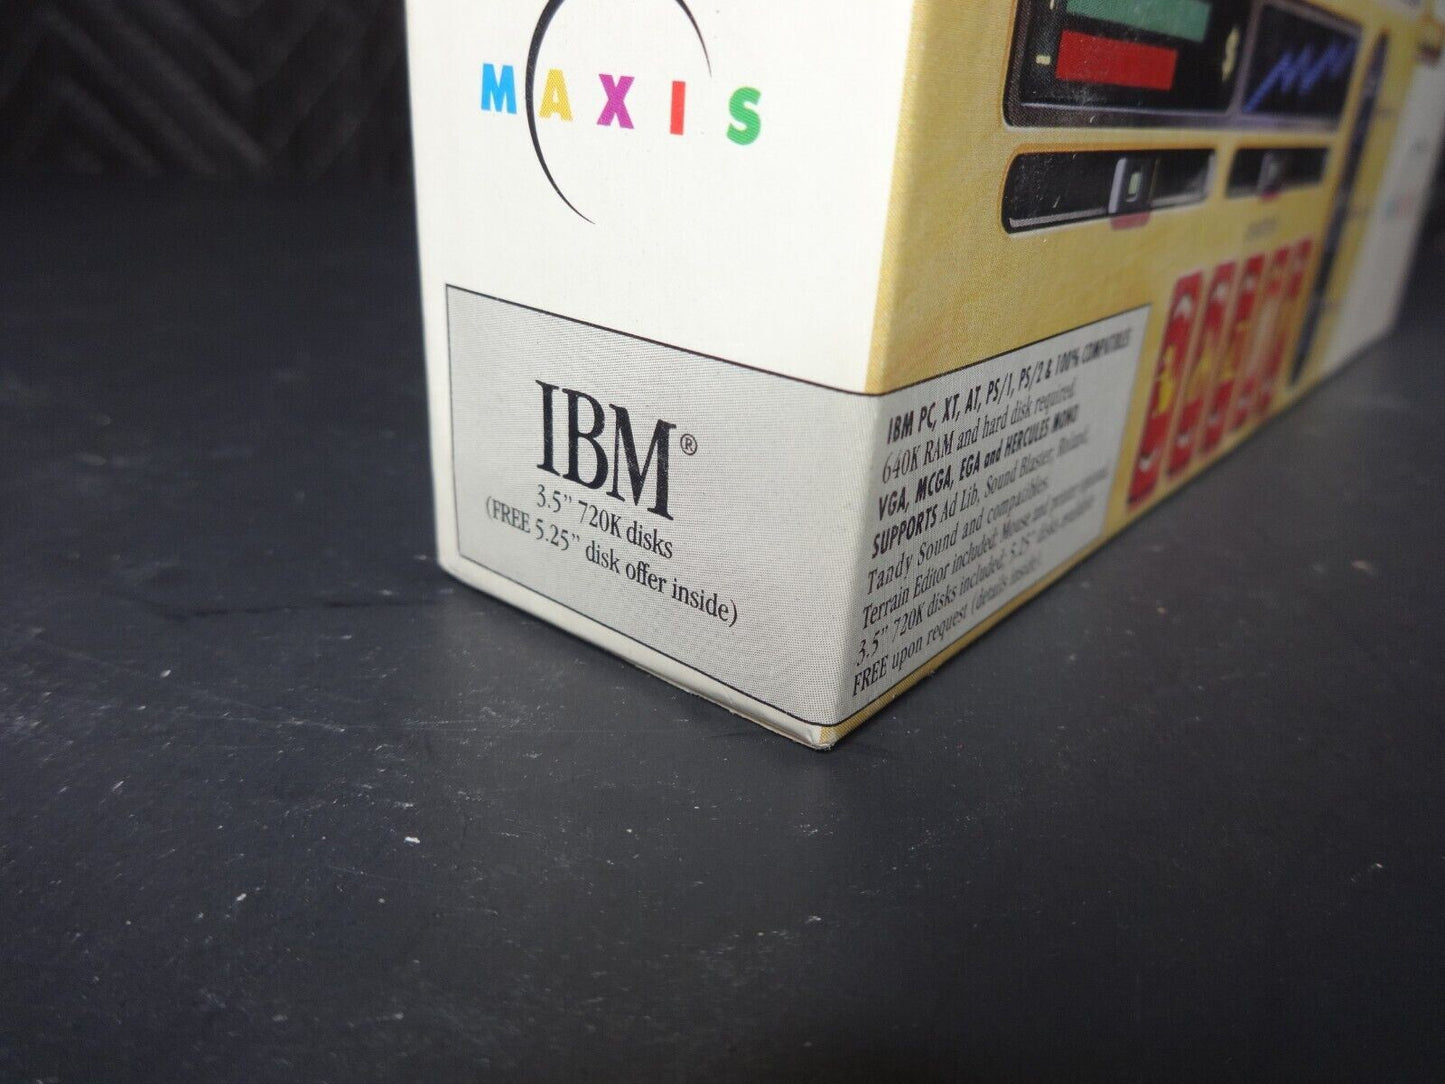 MAXIS
IBM®
3.5" 720K disks
(FREE 5.25" disk offer inside)
$
IBM PC, XT, AT, PS/1, PS/2 & 100% COMPATIBLES
640K RAM and hard disk required.
VGA, MCGA, EGA and HERCULES MONO
SUPPORTS Ad Lib, Sound Blaster, Roland,
Tandy Sound and compatibles.
Terrain Editor included; Mouse and printer optional.
3.5" 720K disks included; 5.25" disks available
FREE upon request (details inside).